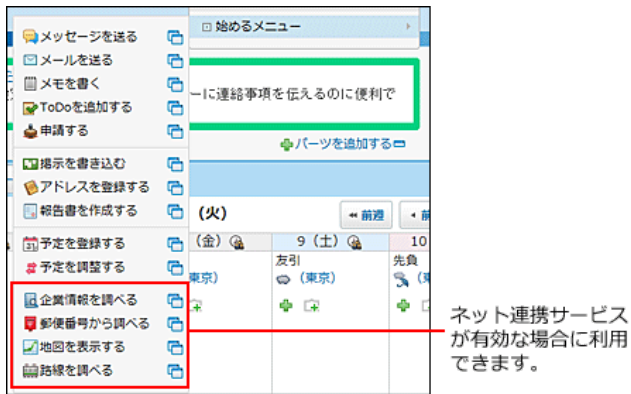 始めるメニュー
メッセージを送る
メールを送る
メモを書く
ーに連絡事項を伝えるのに便利で
ToDoを追加する
申請する
パーツを追加する
掲示を書き込む
アドレスを登録する
報告書を作成する
(火)
前週
予定を登録する
(金)
9 (土)
10
予定を調整する
友引
先負
東京)
(東京)
企業情報を調べる
郵便番号から調べる
地図を表示する
路線を調べる
ネット連携サービス
が有効な場合に利用
できます。